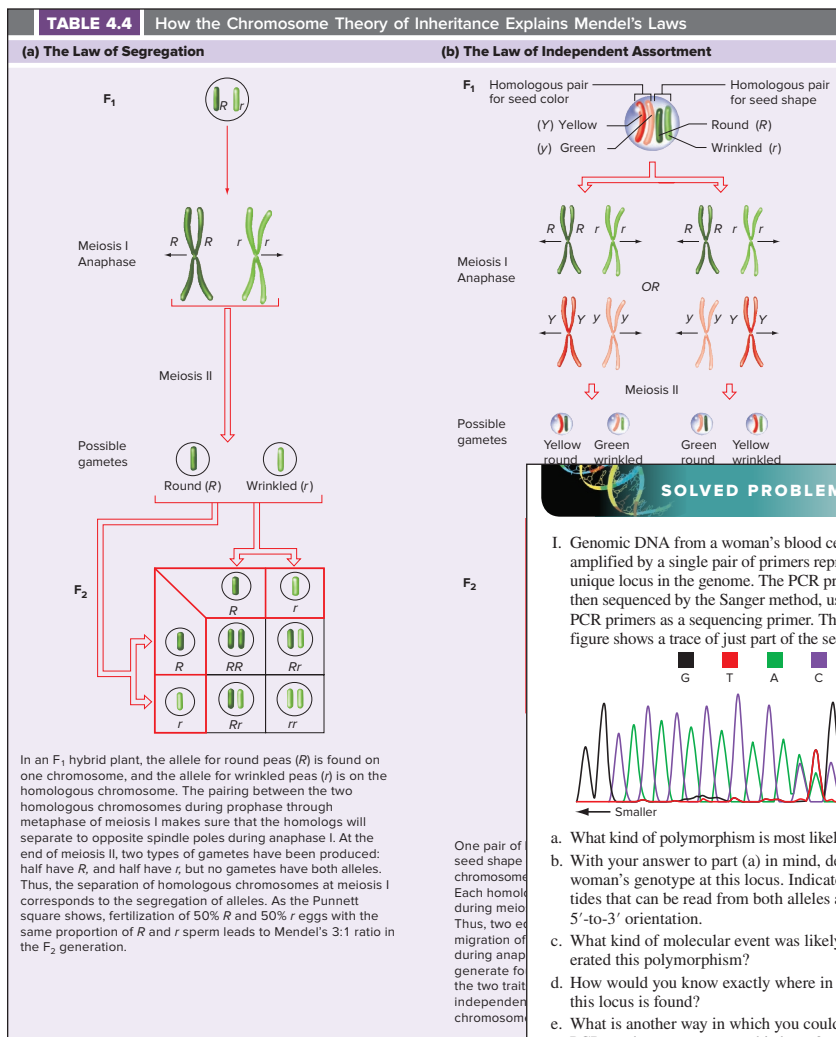 TABLE 4.4 How the Chromosome Theory of Inheritance Explains Mendel's Laws
(a) The Law of Segregation
F1
R r
Meiosis I
Anaphase
R R r r
Meiosis II
Possible
gametes
Round (R) Wrinkled (r)
F2
R r
R RR Rr
r Rr rr
In an F1 hybrid plant, the allele for round peas (R) is found on
one chromosome, and the allele for wrinkled peas (r) is on the
homologous chromosome. The pairing between the two
homologous chromosomes during prophase through
metaphase of meiosis I makes sure that the homologs will
separate to opposite spindle poles during anaphase I. At the
end of meiosis II, two types of gametes have been produced:
half have R, and half have r, but no gametes have both alleles.
Thus, the separation of homologous chromosomes at meiosis I
corresponds to the segregation of alleles. As the Punnett
square shows, fertilization of 50% R and 50% r eggs with the
same proportion of R and r sperm leads to Mendel's 3:1 ratio in
the F2 generation.
(b) The Law of Independent Assortment
F1 Homologous pair Homologous pair
for seed color for seed shape
(Y) Yellow Round (R)
(y) Green Wrinkled (r)
R R r r R R r r
Meiosis I
Anaphase
OR
Y Y y y y y Y Y
Meiosis II
Possible
gametes
Yellow Green Green Yellow
round wrinkled round wrinkled
F2
One pair of
seed shape
chromosome
Each
during
Thus, two
migration of
during
generate
the two
chromosome
SOLVED PROBLEM
I. Genomic DNA from a woman's blood
amplified by a single pair of primers
unique locus in the genome. The PCR
then sequenced by the Sanger method,
PCR primers as a sequencing primer.
figure shows a trace of just part of the
G T A C
Smaller
a. What kind of polymorphism is most
b. With your answer to part (a) in mind,
woman's genotype at this locus.
tides that can be read from both alleles
5′-to-3′ orientation.
c. What kind of molecular event was
erated this polymorphism?
d. How would you know exactly where in
this locus is found?
e. What is another way in which you could